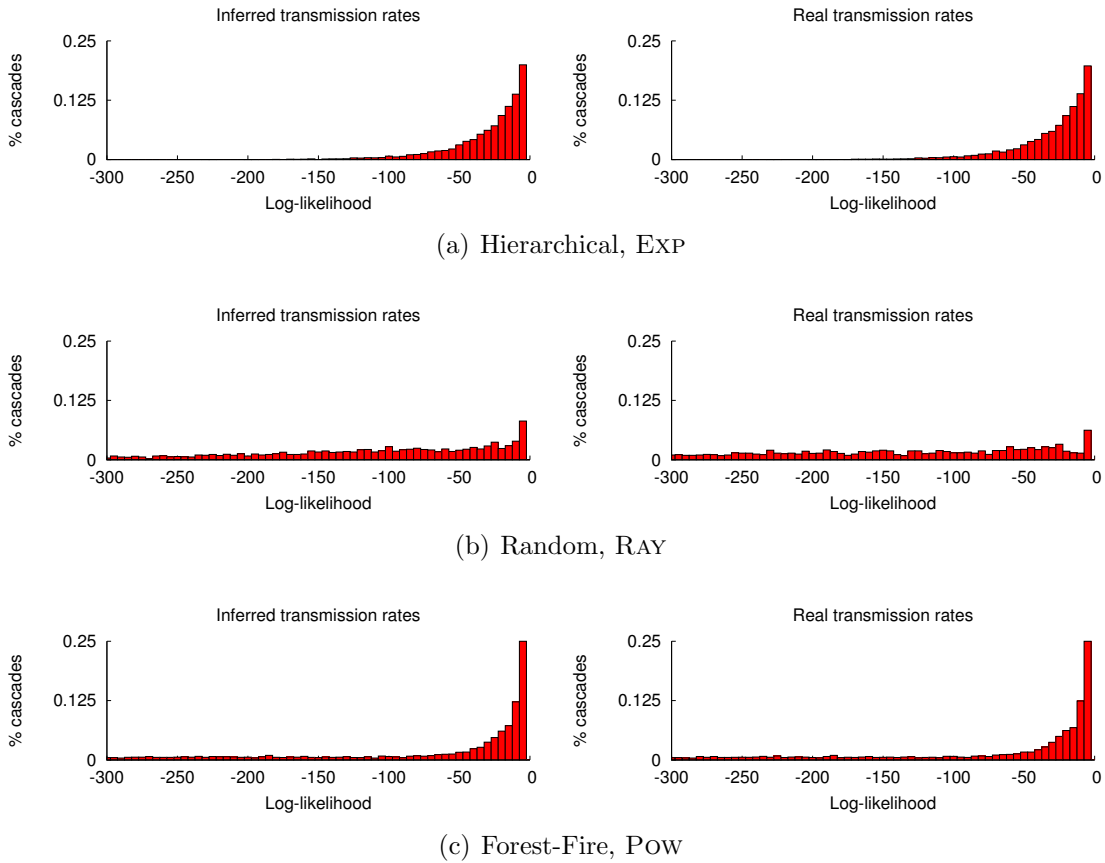 Inferred transmission rates Real transmission rates
% cascades 0.25 % cascades 0.25
0.125 0.125
0 0
-300 -250 -200 -150 -100 -50 0 -300 -250 -200 -150 -100 -50 0
Log-likelihood Log-likelihood
(a) Hierarchical, EXP
Inferred transmission rates Real transmission rates
% cascades 0.25 % cascades 0.25
0.125 0.125
0 0
-300 -250 -200 -150 -100 -50 0 -300 -250 -200 -150 -100 -50 0
Log-likelihood Log-likelihood
(b) Random, RAY
Inferred transmission rates Real transmission rates
% cascades 0.25 % cascades 0.25
0.125 0.125
0 0
-300 -250 -200 -150 -100 -50 0 -300 -250 -200 -150 -100 -50 0
Log-likelihood Log-likelihood
(c) Forest-Fire, POW